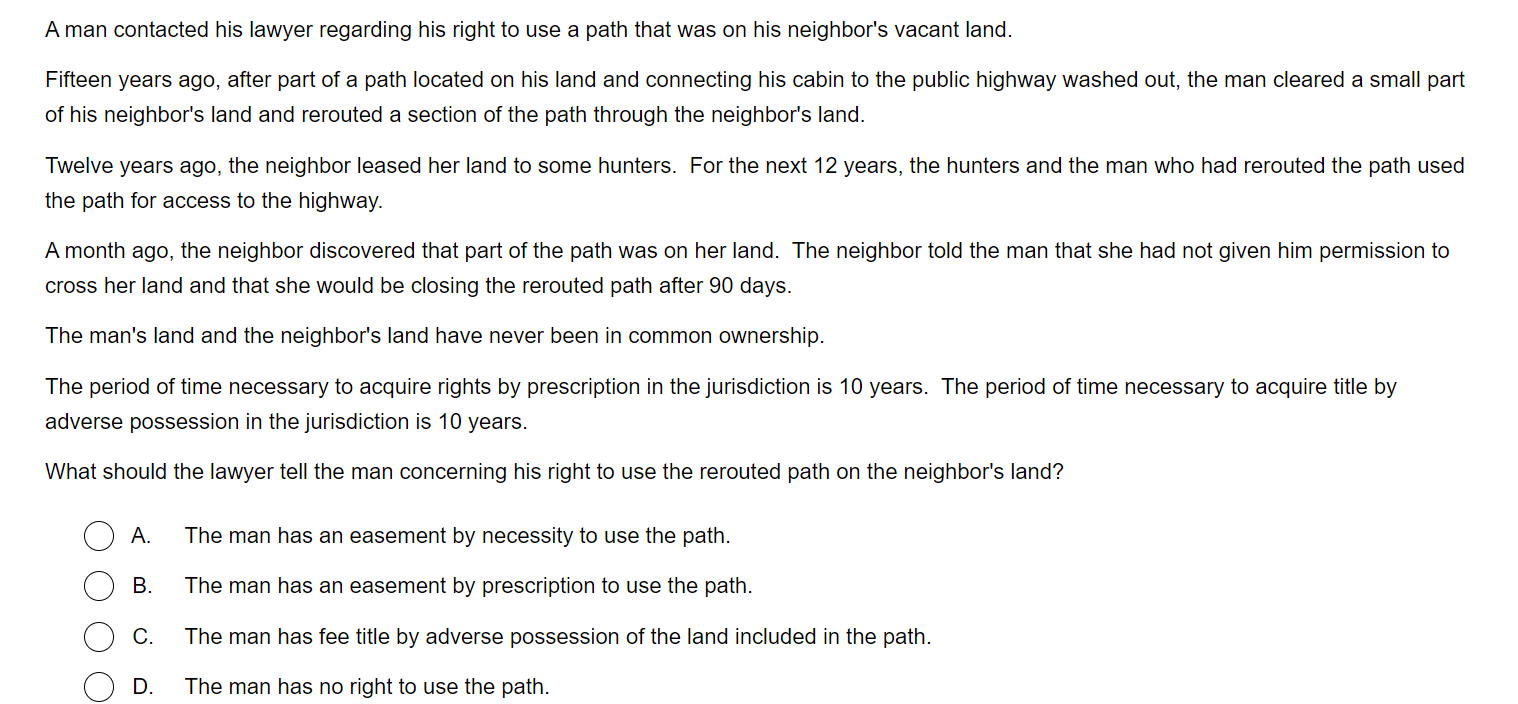 A man contacted his lawyer regarding his right to use a path that was on his neighbor's vacant land.
Fifteen years ago, after part of a path located on his land and connecting his cabin to the public highway washed out, the man cleared a small part
of his neighbor's land and rerouted a section of the path through the neighbor's land.
Twelve years ago, the neighbor leased her land to some hunters.  For the next 12 years, the hunters and the man who had rerouted the path used
the path for access to the highway.
A month ago, the neighbor discovered that part of the path was on her land.  The neighbor told the man that she had not given him permission to
cross her land and that she would be closing the rerouted path after 90 days.
The man's land and the neighbor's land have never been in common ownership.
The period of time necessary to acquire rights by prescription in the jurisdiction is 10 years.  The period of time necessary to acquire title by
adverse possession in the jurisdiction is 10 years.
What should the lawyer tell the man concerning his right to use the rerouted path on the neighbor's land?
A. The man has an easement by necessity to use the path.
B. The man has an easement by prescription to use the path.
C. The man has fee title by adverse possession of the land included in the path.
D. The man has no right to use the path.